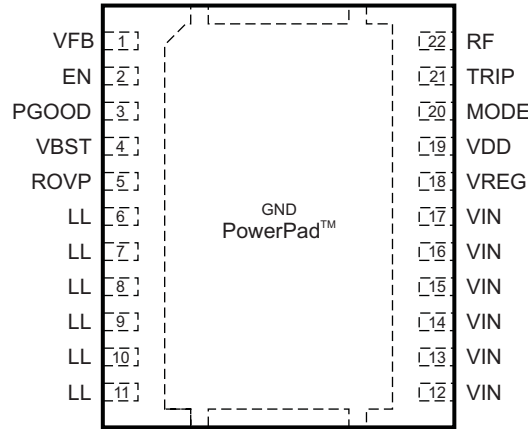 VFB 1 22 RF
EN 2 21 TRIP
PGOOD 3 20 MODE
VBST 4 19 VDD
ROVP 5 18 VREG
LL 6 17 VIN
GND
PowerPad™
LL 7 16 VIN
LL 8 15 VIN
LL 9 14 VIN
LL 10 13 VIN
LL 11 12 VIN